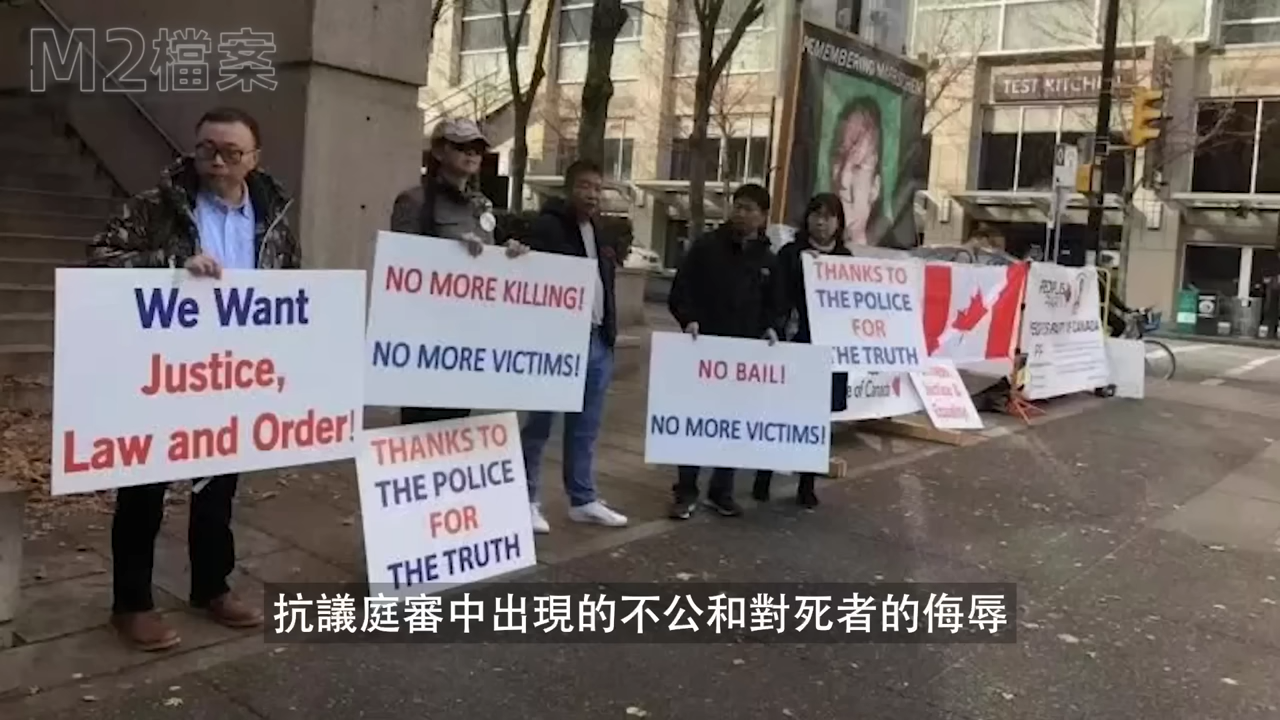 M2檔案
REMEMBERING
TEST KITCHEN
We Want
Justice,
Law and Order!
NO MORE KILLING!
NO MORE VICTIMS!
THANKS TO
THE POLICE
FOR
THE TRUTH
NO BAIL!
NO MORE VICTIMS!
THANKS TO
THE POLICE
FOR
THE TRUTH
e of Canada
抗議庭審中出現的不公和對死者的侮辱